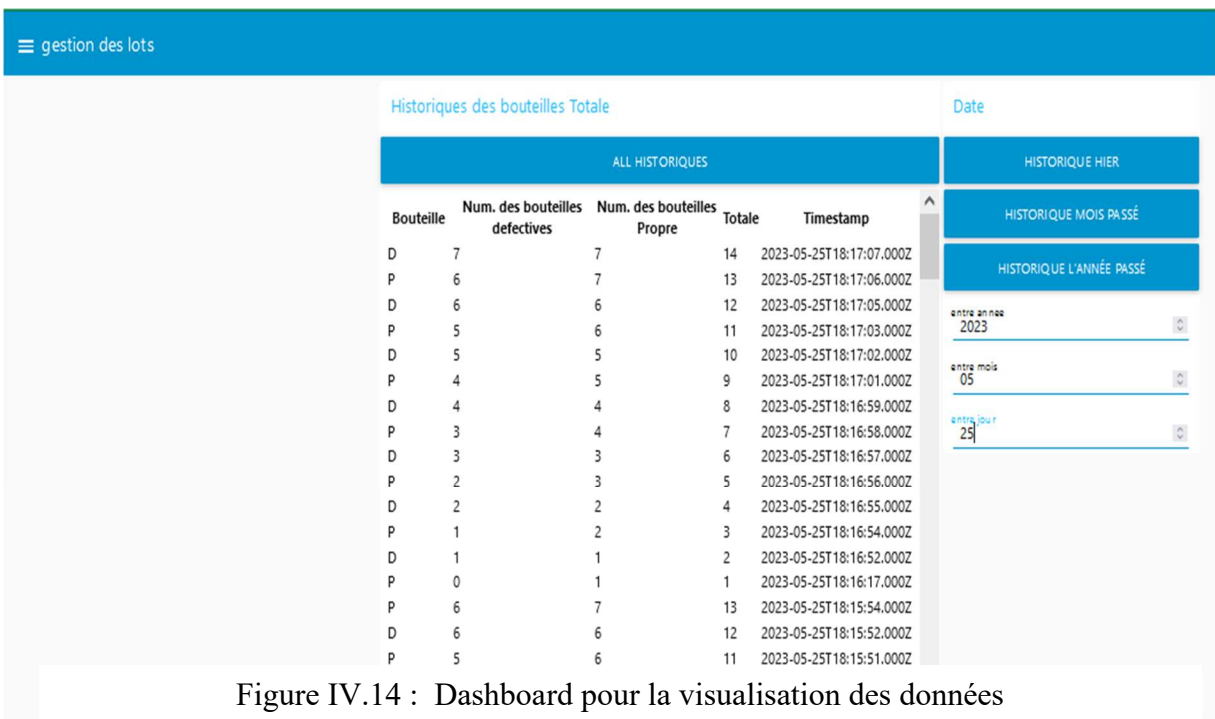 ≡ gestion des lots
Historiques des bouteilles Totale
Date
ALL HISTORIQUES
HISTORIQUE HIER
HISTORIQUE MOIS PASSÉ
HISTORIQUE L'ANNÉE PASSÉ
entre annee
2023
entre mois
05
entre jour
25
Bouteille Num. des bouteilles defectives Num. des bouteilles Propre Totale Timestamp
D 7 7 14 2023-05-25T18:17:07.000Z
P 6 7 13 2023-05-25T18:17:06.000Z
D 6 6 12 2023-05-25T18:17:05.000Z
P 5 6 11 2023-05-25T18:17:03.000Z
D 5 5 10 2023-05-25T18:17:02.000Z
P 4 5 9 2023-05-25T18:17:01.000Z
D 4 4 8 2023-05-25T18:16:59.000Z
P 3 4 7 2023-05-25T18:16:58.000Z
D 3 3 6 2023-05-25T18:16:57.000Z
P 2 3 5 2023-05-25T18:16:56.000Z
D 2 2 4 2023-05-25T18:16:55.000Z
P 1 2 3 2023-05-25T18:16:54.000Z
D 1 1 2 2023-05-25T18:16:52.000Z
P 0 1 1 2023-05-25T18:16:17.000Z
P 6 7 13 2023-05-25T18:15:54.000Z
D 6 6 12 2023-05-25T18:15:52.000Z
P 5 6 11 2023-05-25T18:15:51.000Z
Figure IV.14 : Dashboard pour la visualisation des données